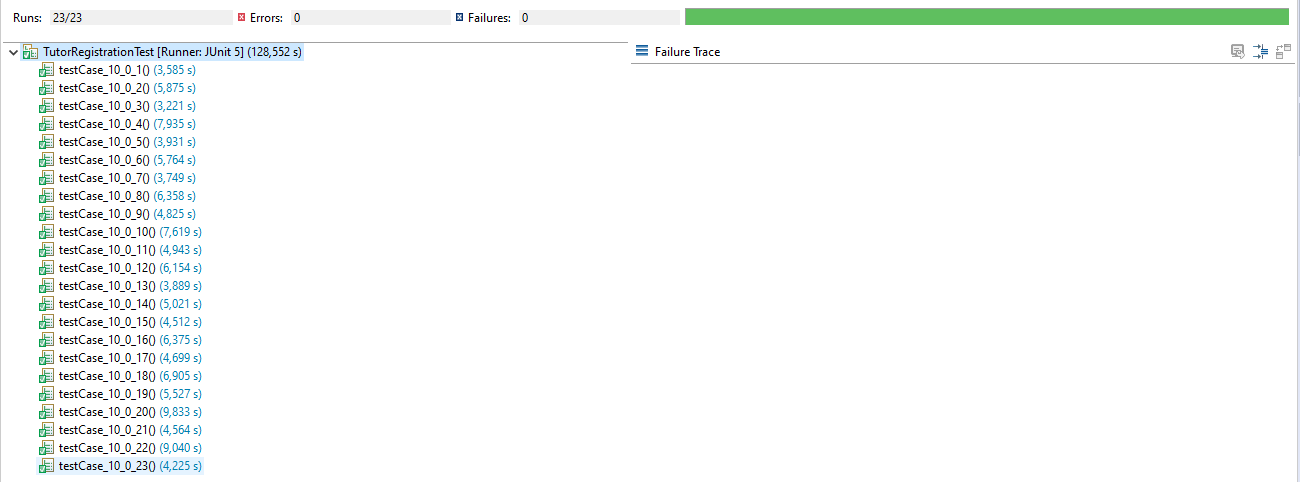 Runs: 23/23 Errors: 0 Failures: 0
TutorRegistrationTest [Runner: JUnit 5] (128,552 s)
Failure Trace
testCase_10_0_1() (3,585 s)
testCase_10_0_2() (5,875 s)
testCase_10_0_3() (3,221 s)
testCase_10_0_4() (7,935 s)
testCase_10_0_5() (3,931 s)
testCase_10_0_6() (5,764 s)
testCase_10_0_7() (3,749 s)
testCase_10_0_8() (6,358 s)
testCase_10_0_9() (4,825 s)
testCase_10_0_10() (7,619 s)
testCase_10_0_11() (4,943 s)
testCase_10_0_12() (6,154 s)
testCase_10_0_13() (3,889 s)
testCase_10_0_14() (5,021 s)
testCase_10_0_15() (4,512 s)
testCase_10_0_16() (6,375 s)
testCase_10_0_17() (4,699 s)
testCase_10_0_18() (6,905 s)
testCase_10_0_19() (5,527 s)
testCase_10_0_20() (9,833 s)
testCase_10_0_21() (4,564 s)
testCase_10_0_22() (9,040 s)
testCase_10_0_23() (4,225 s)